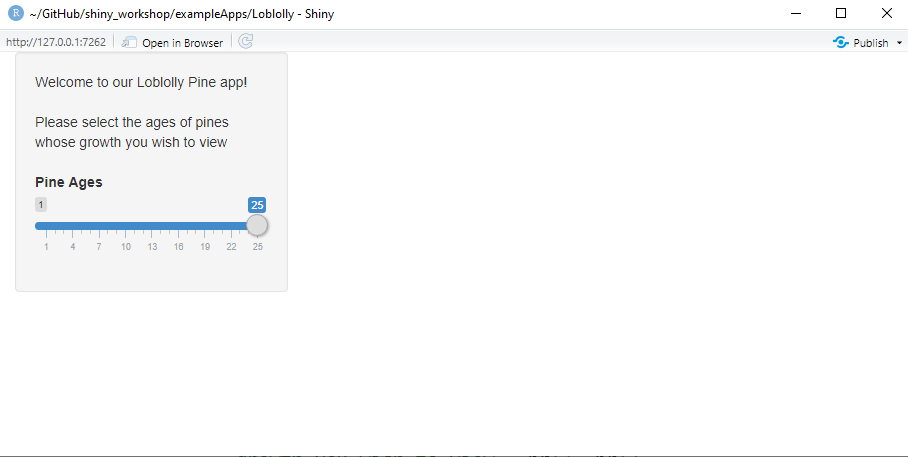 R ~/GitHub/shiny_workshop/exampleApps/Loblolly - Shiny
http://127.0.0.1:7262 Open in Browser Publish
Welcome to our Loblolly Pine app!
Please select the ages of pines
whose growth you wish to view
Pine Ages
1 25
1 4 7 10 13 16 19 22 25